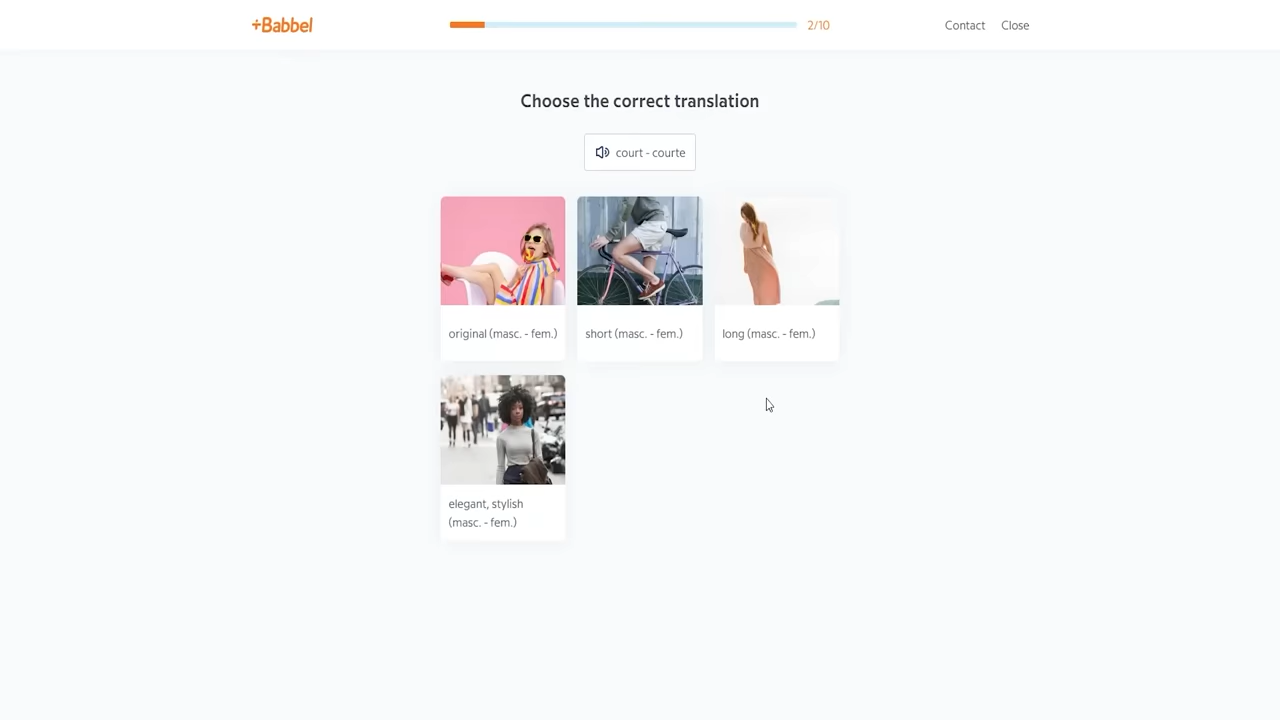 +Babbel
2/10
Contact
Close
Choose the correct translation
court - courte
original (masc. - fem.)
short (masc. - fem.)
long (masc. - fem.)
elegant, stylish
(masc. - fem.)